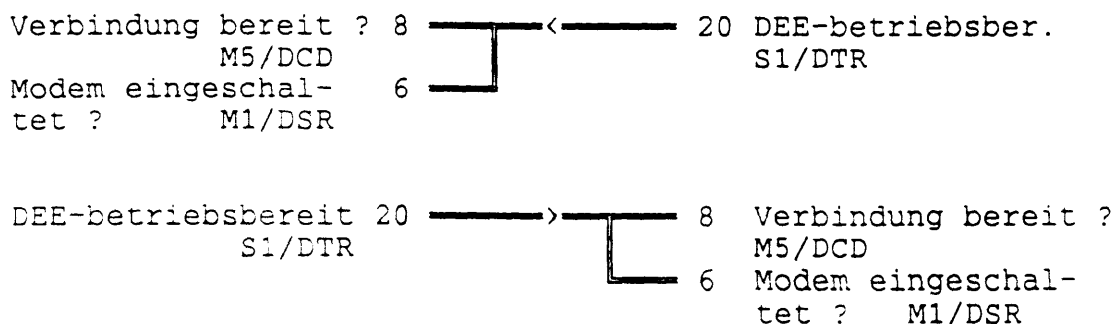 Verbindung bereit ? 8 < 20 DEE-betriebsber.
M5/DCD S1/DTR
Modem eingeschal- 6
tet ? M1/DSR
DEE-betriebsbereit 20 > 8 Verbindung bereit ?
S1/DTR M5/DCD
6 Modem eingeschal-
tet ? M1/DSR